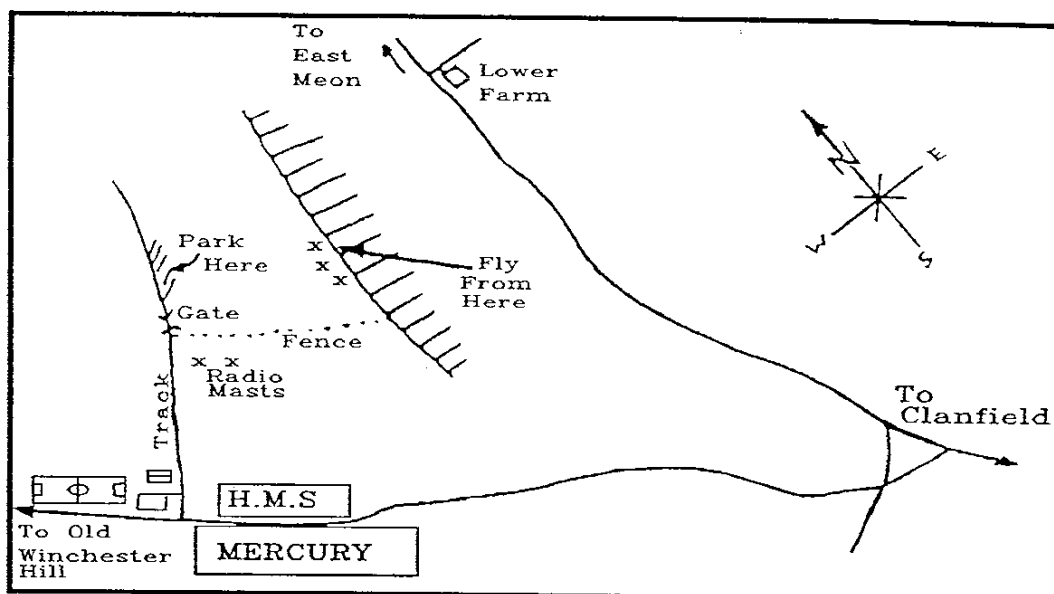 To
East
Meon
Lower
Farm
N
E
W
S
Park
Here
x
x
x
Fly
From
Here
Gate
Fence
x x
Radio
Masts
Track
To
Clanfield
H.M.S
MERCURY
To Old
Winchester
Hill